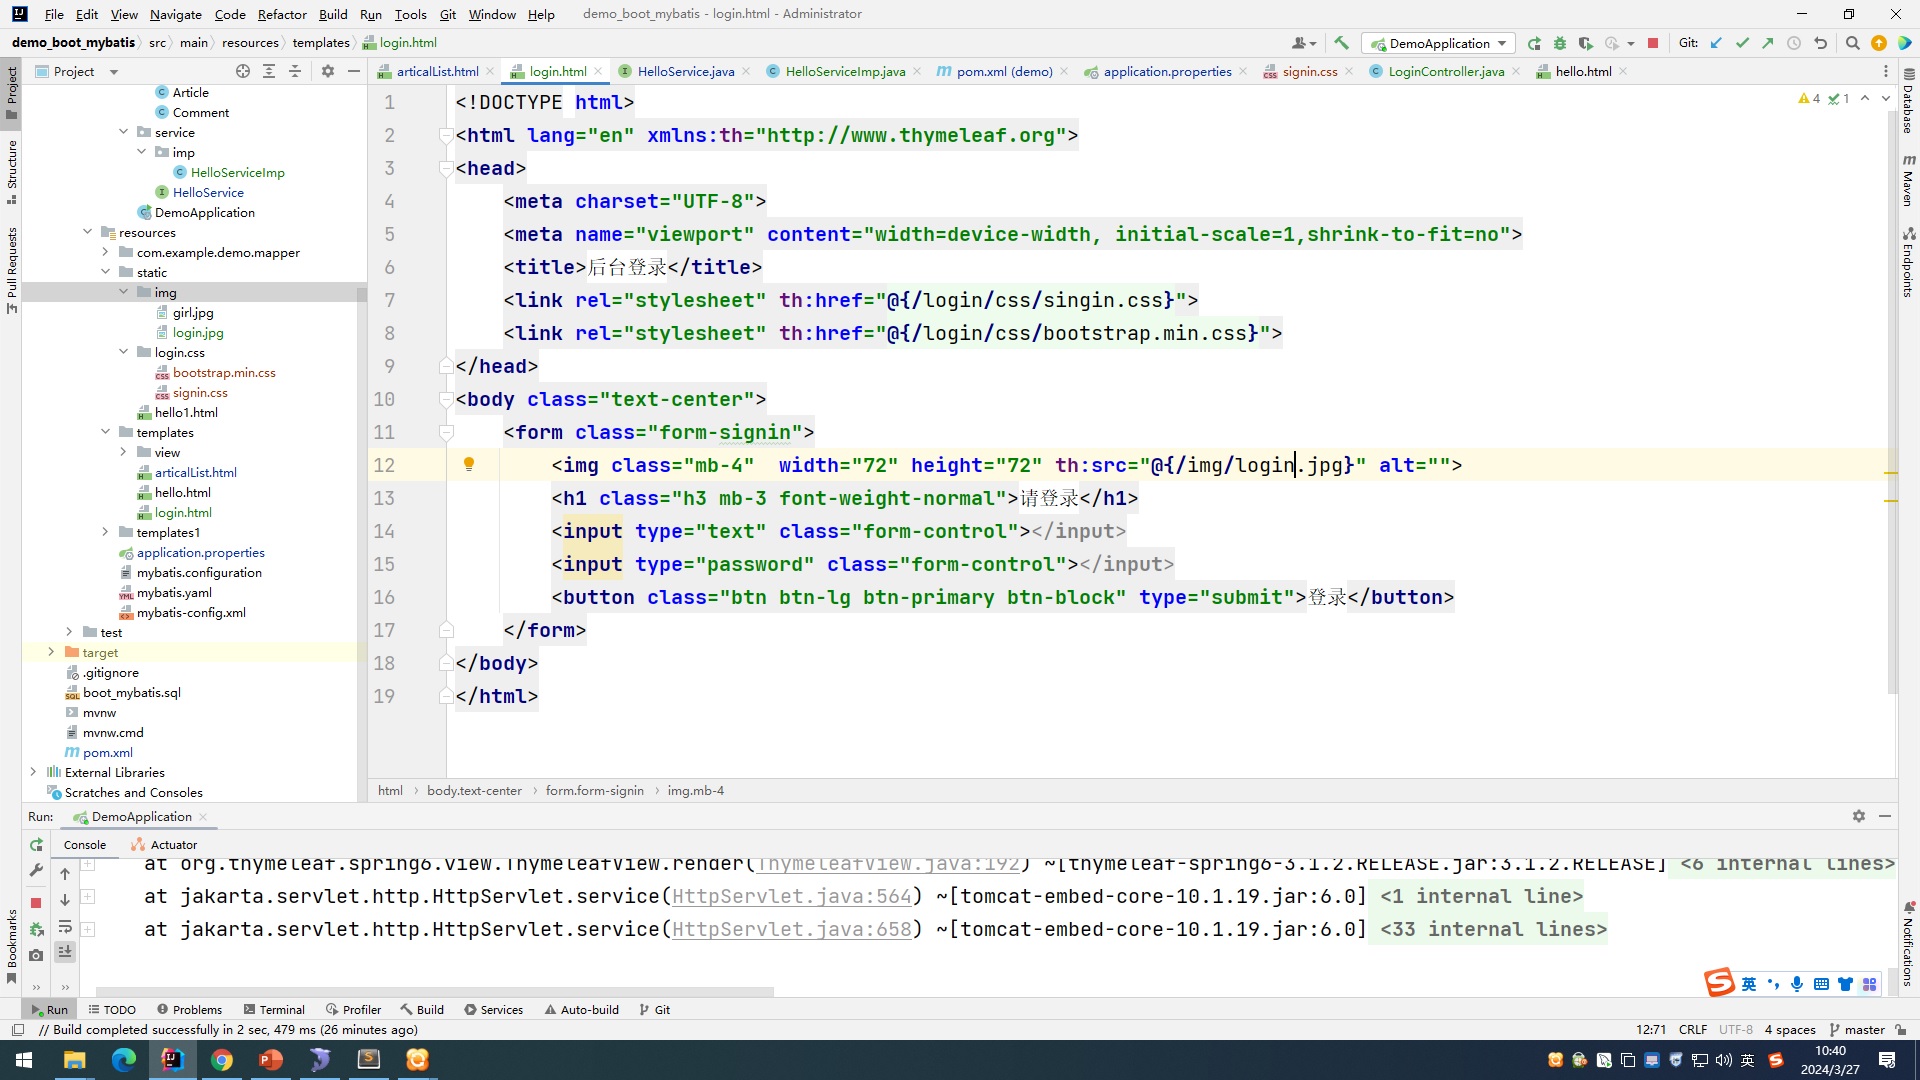 File Edit View Navigate Code Refactor Build Run Tools Git Window Help demo_boot_mybatis - login.html - Administrator
demo_boot_mybatis src main resources templates login.html DemoApplication Git:
Project articalList.html login.html HelloService.java HelloServiceImp.java pom.xml (demo) application.properties signin.css LoginController.java hello.html
Project
Structure
Pull Requests
Bookmarks
Article
Comment
service
imp
HelloServiceImp
HelloService
DemoApplication
resources
com.example.demo.mapper
static
img
girl.jpg
login.jpg
login.css
bootstrap.min.css
signin.css
hello1.html
templates
view
articalList.html
hello.html
login.html
templates1
application.properties
mybatis.configuration
mybatis.yaml
mybatis-config.xml
test
target
.gitignore
boot_mybatis.sql
mvnw
mvnw.cmd
pom.xml
External Libraries
Scratches and Consoles
4 1
1 <!DOCTYPE html>
2 <html lang="en" xmlns:th="http://www.thymeleaf.org">
3 <head>
4 <meta charset="UTF-8">
5 <meta name="viewport" content="width=device-width, initial-scale=1,shrink-to-fit=no">
6 <title>后台登录</title>
7 <link rel="stylesheet" th:href="@{/login/css/singin.css}">
8 <link rel="stylesheet" th:href="@{/login/css/bootstrap.min.css}">
9 </head>
10 <body class="text-center">
11 <form class="form-signin">
12 <img class="mb-4"  width="72" height="72" th:src="@{/img/login.jpg}" alt="">
13 <h1 class="h3 mb-3 font-weight-normal">请登录</h1>
14 <input type="text" class="form-control"></input>
15 <input type="password" class="form-control"></input>
16 <button class="btn btn-lg btn-primary btn-block" type="submit">登录</button>
17 </form>
18 </body>
19 </html>
html body.text-center form.form-signin img.mb-4
Database
Maven
Endpoints
Notifications
Run: DemoApplication
Console Actuator
at org.thymeleaf.spring6.view.ThymeleafView.render(ThymeleafView.java:192) ~[thymeleaf-spring6-3.1.2.RELEASE.jar:3.1.2.RELEASE] <6 internal lines>
at jakarta.servlet.http.HttpServlet.service(HttpServlet.java:564) ~[tomcat-embed-core-10.1.19.jar:6.0] <1 internal line>
at jakarta.servlet.http.HttpServlet.service(HttpServlet.java:658) ~[tomcat-embed-core-10.1.19.jar:6.0] <33 internal lines>
英
Run TODO Problems Terminal Profiler Build Services Auto-build Git
// Build completed successfully in 2 sec, 479 ms (26 minutes ago) 12:71 CRLF UTF-8 4 spaces master
英 10:40
2024/3/27